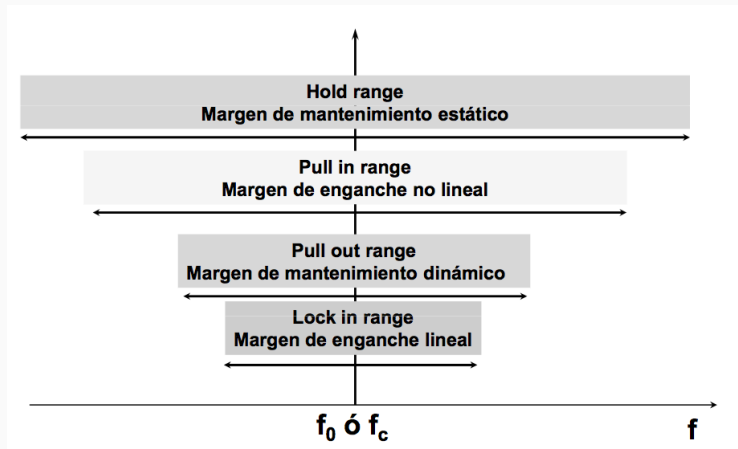 Hold range
Margen de mantenimiento estático
Pull in range
Margen de enganche no lineal
Pull out range
Margen de mantenimiento dinámico
Lock in range
Margen de enganche lineal
f₀ ó f꜀ f